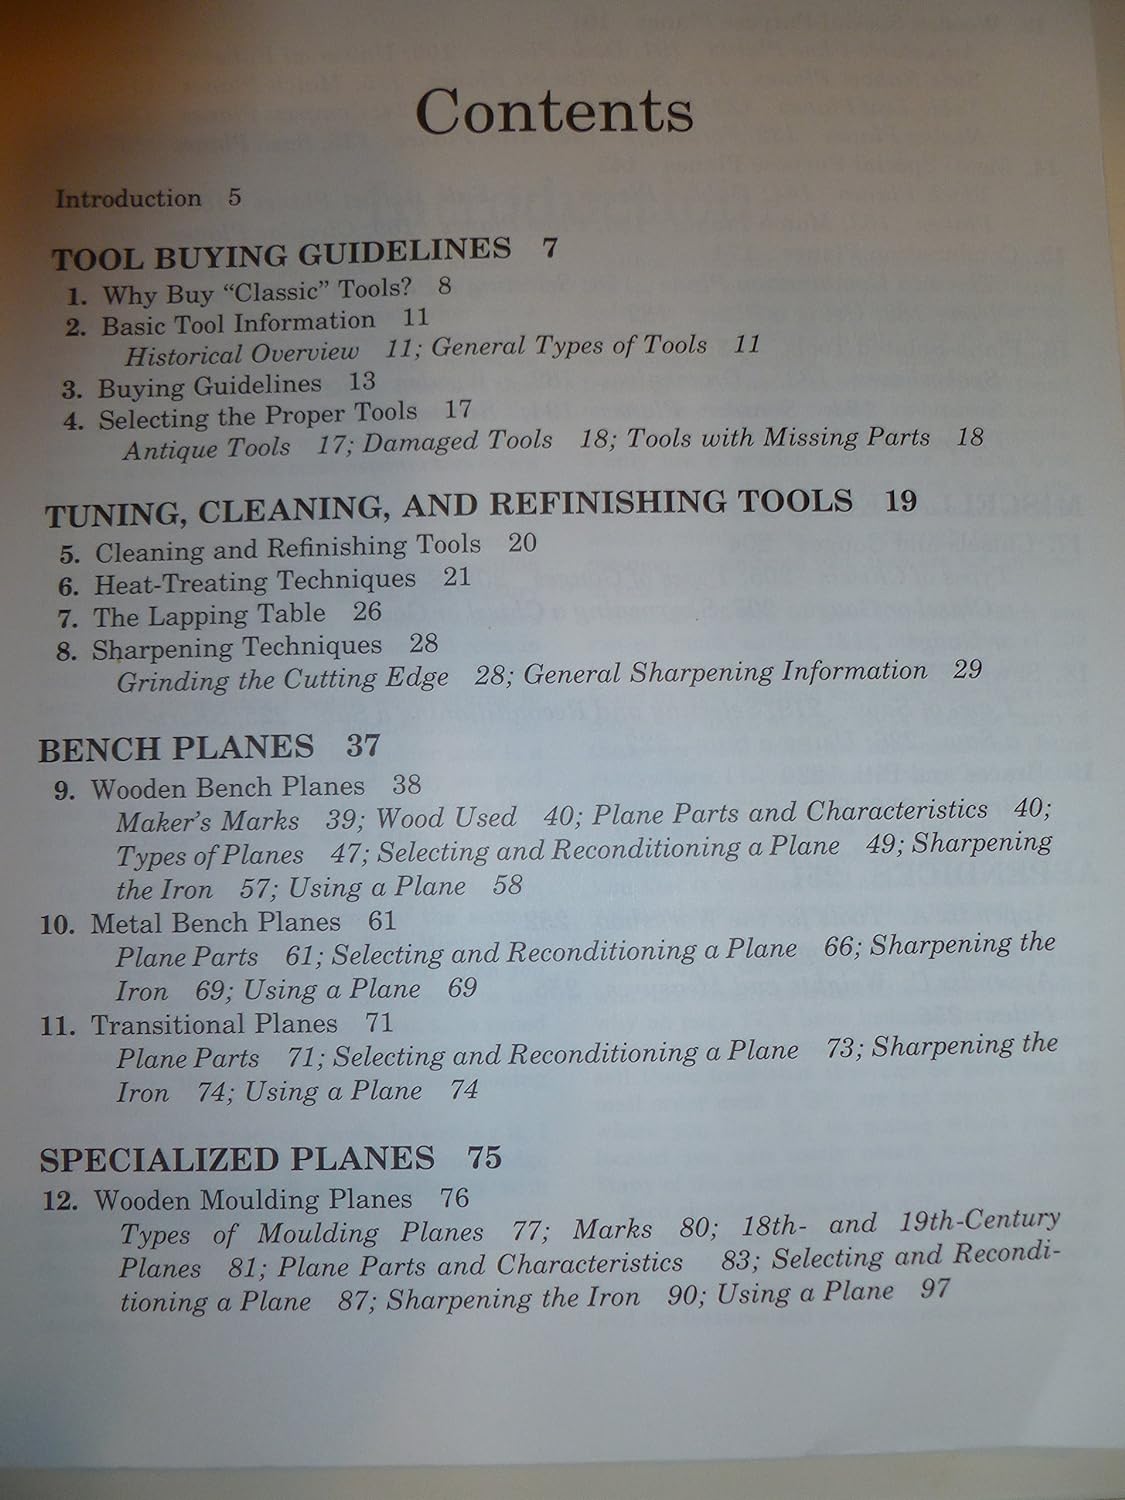 Contents
Introduction 5
TOOL BUYING GUIDELINES 7
1. Why Buy “Classic” Tools? 8
2. Basic Tool Information 11
Historical Overview 11; General Types of Tools 11
3. Buying Guidelines 13
4. Selecting the Proper Tools 17
Antique Tools 17; Damaged Tools 18; Tools with Missing Parts 18
TUNING, CLEANING, AND REFINISHING TOOLS 19
5. Cleaning and Refinishing Tools 20
6. Heat-Treating Techniques 21
7. The Lapping Table 26
8. Sharpening Techniques 28
Grinding the Cutting Edge 28; General Sharpening Information 29
BENCH PLANES 37
9. Wooden Bench Planes 38
Maker's Marks 39; Wood Used 40; Plane Parts and Characteristics 40;
Types of Planes 47; Selecting and Reconditioning a Plane 49; Sharpening
the Iron 57; Using a Plane 58
10. Metal Bench Planes 61
Plane Parts 61; Selecting and Reconditioning a Plane 66; Sharpening the
Iron 69; Using a Plane 69
11. Transitional Planes 71
Plane Parts 71; Selecting and Reconditioning a Plane 73; Sharpening the
Iron 74; Using a Plane 74
SPECIALIZED PLANES 75
12. Wooden Moulding Planes 76
Types of Moulding Planes 77; Marks 80; 18th- and 19th-Century
Planes 81; Plane Parts and Characteristics 83; Selecting and Recondi-
tioning a Plane 87; Sharpening the Iron 90; Using a Plane 97